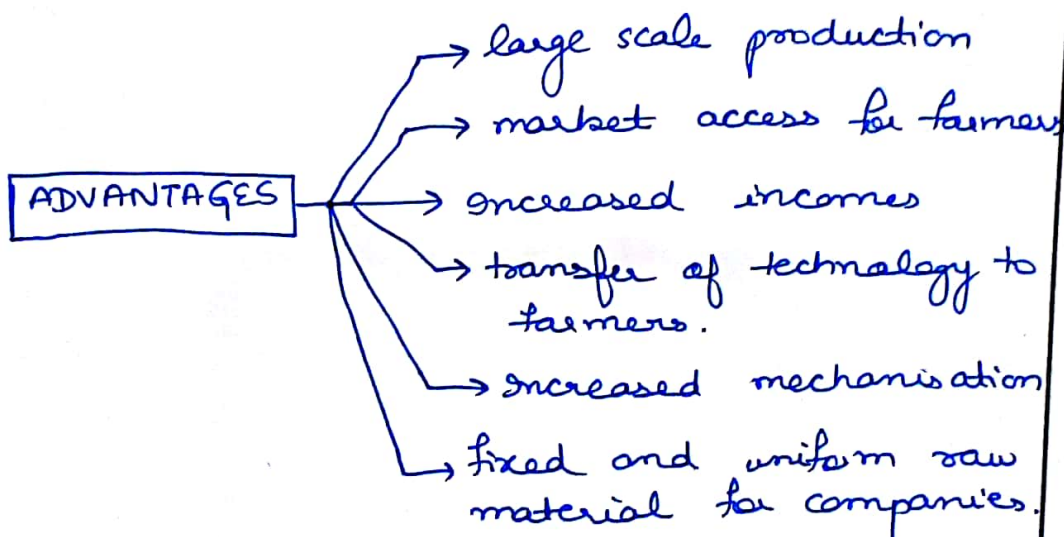 large scale production
market access for farmers
ADVANTAGES
increased incomes
transfer of technology to
farmers.
increased mechanisation
fixed and uniform raw
material for companies.